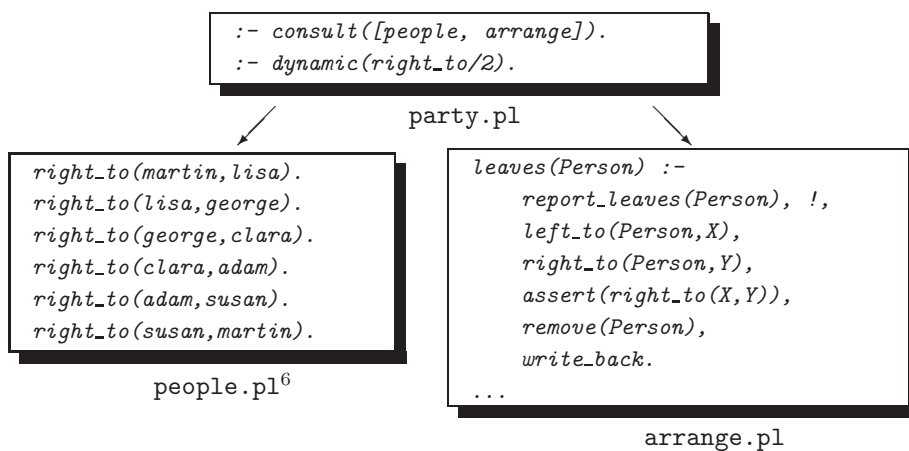 :- consult([people, arrange]).
:- dynamic(right_to/2).
party.pl
right_to(martin,lisa).
right_to(lisa,george).
right_to(george,clara).
right_to(clara,adam).
right_to(adam,susan).
right_to(susan,martin).
people.pl⁶
leaves(Person) :-
report_leaves(Person), !,
left_to(Person,X),
right_to(Person,Y),
assert(right_to(X,Y)),
remove(Person),
write_back.
...
arrange.pl